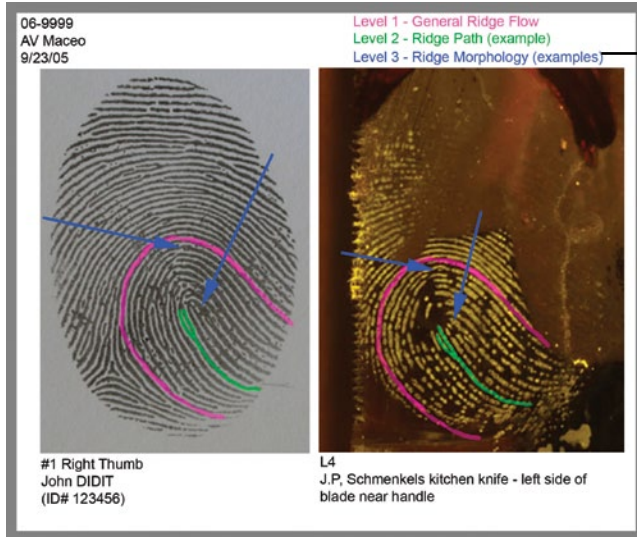 06-9999
AV Maceo
9/23/05
Level 1 - General Ridge Flow
Level 2 - Ridge Path (example)
Level 3 - Ridge Morphology (examples)
#1 Right Thumb
John DIDIT
(ID# 123456)
L4
J.P, Schmenkels kitchen knife - left side of
blade near handle